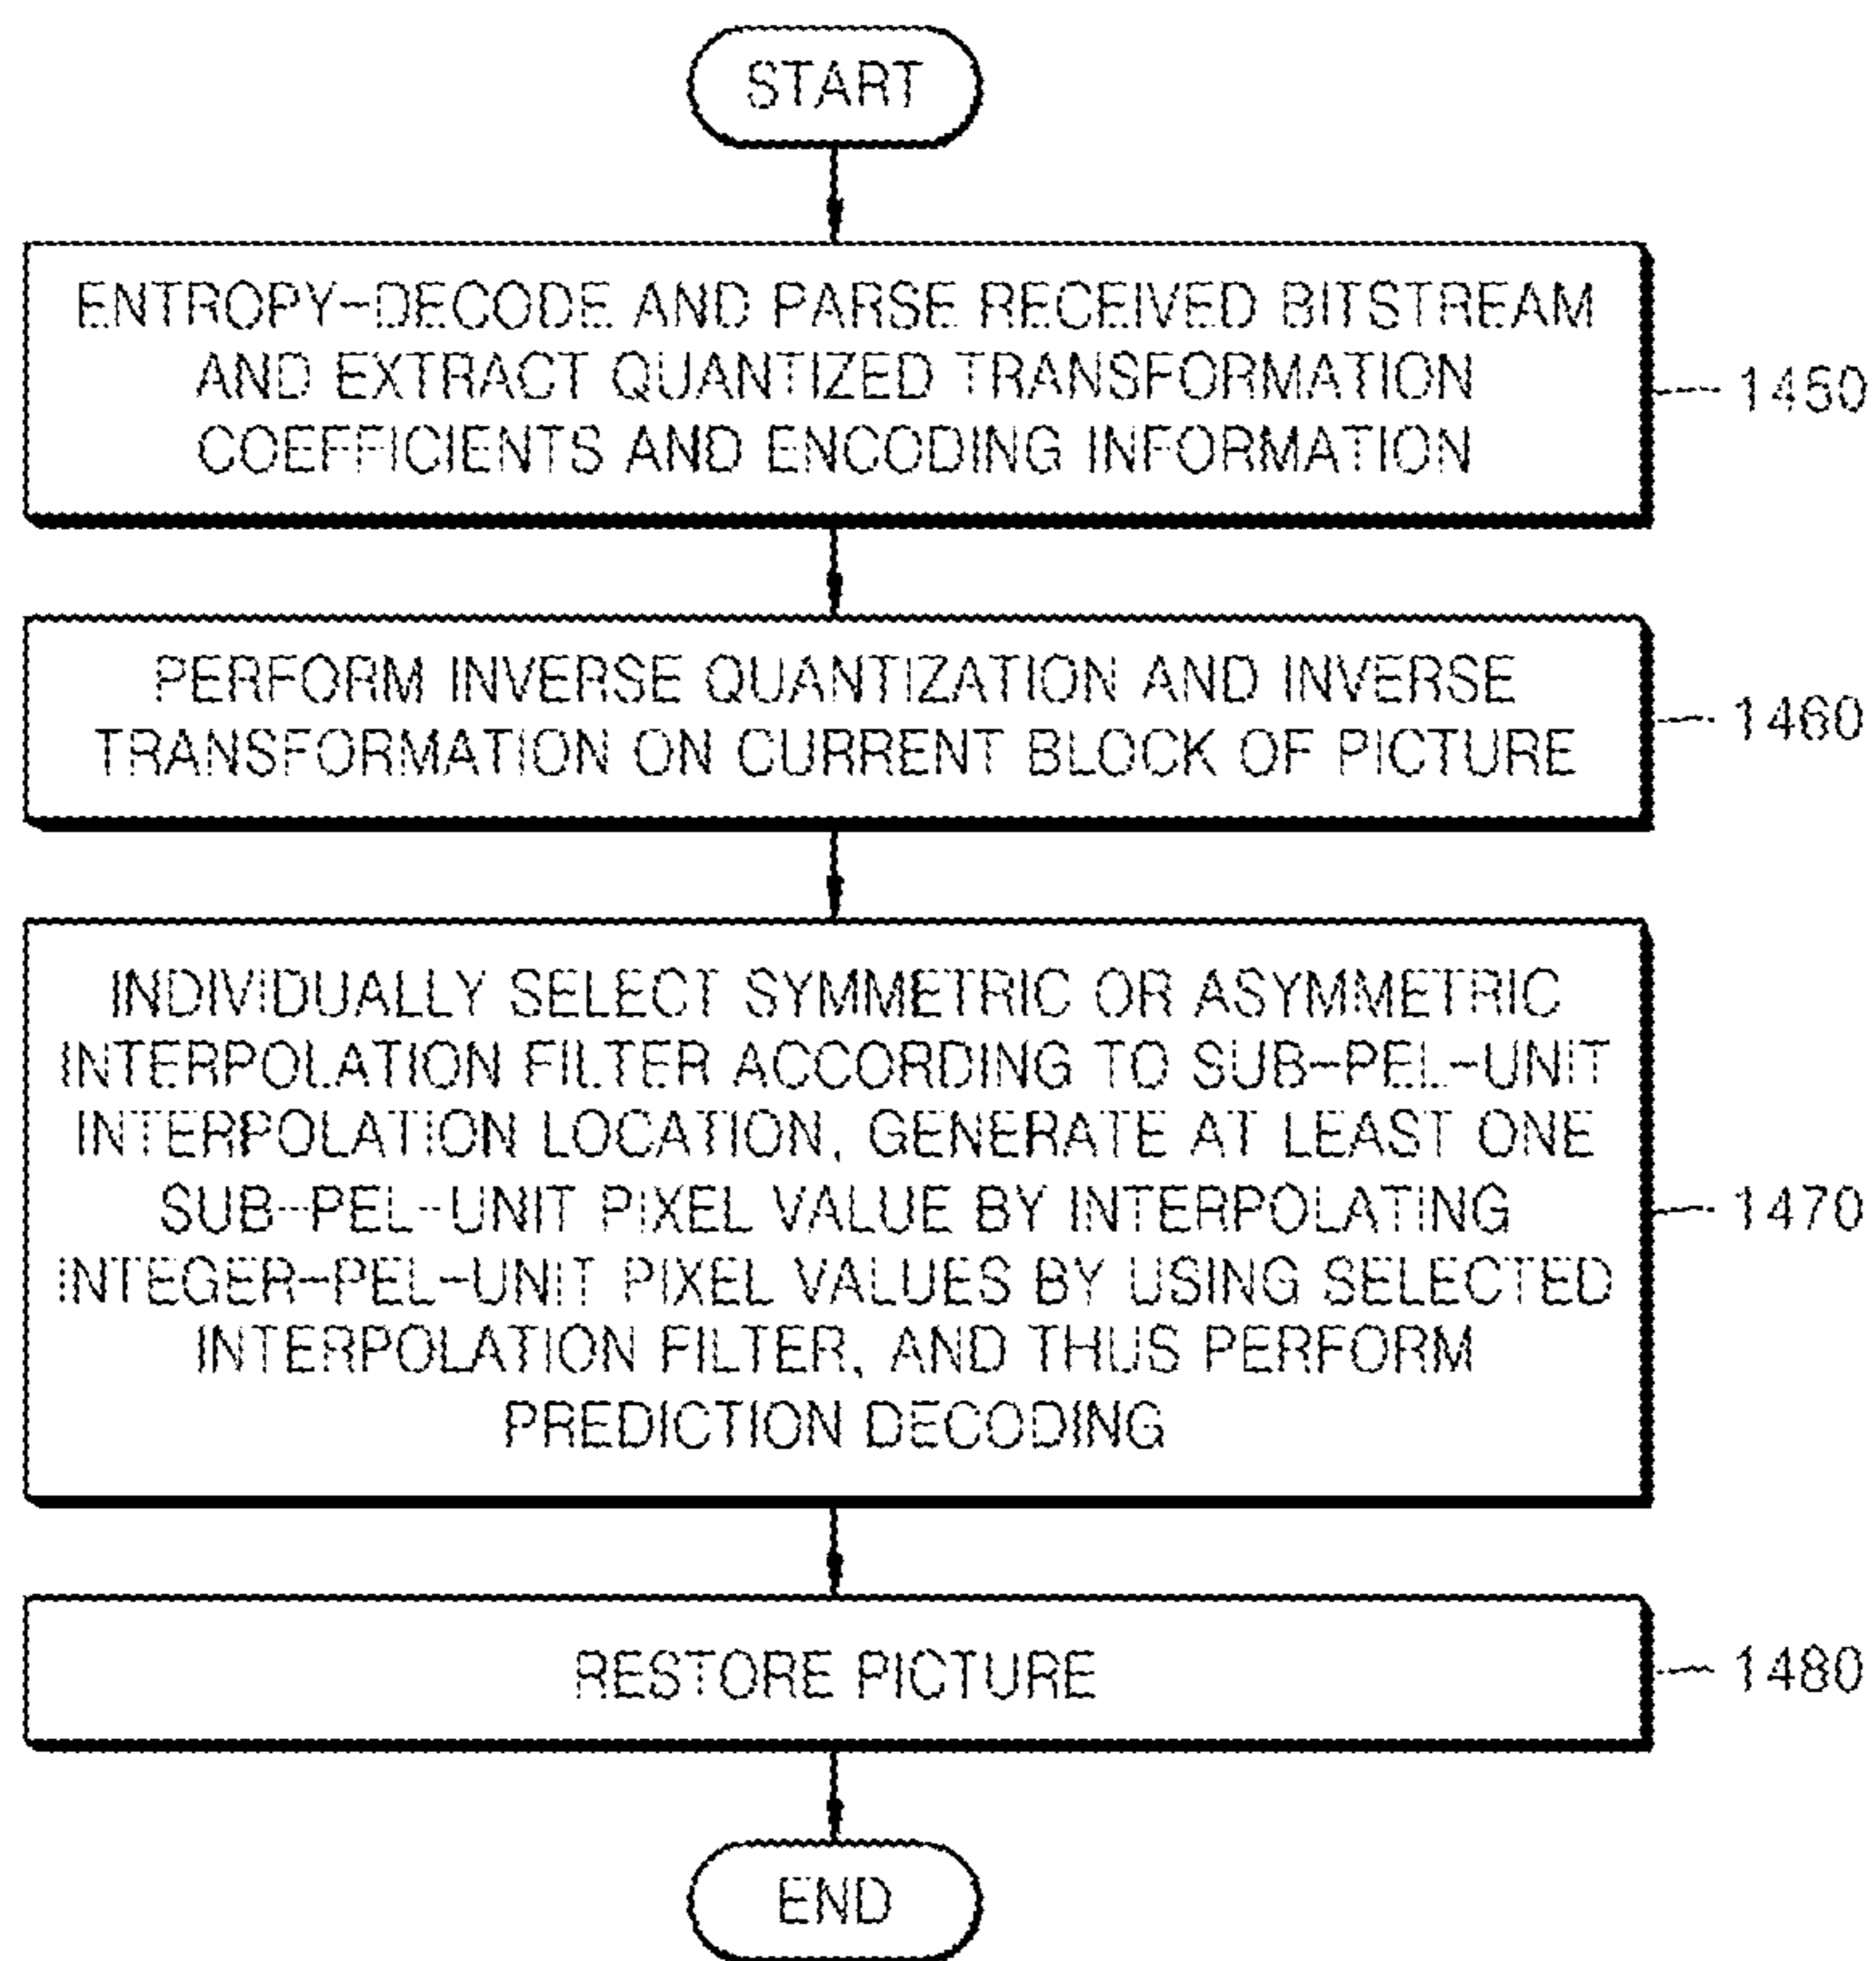 START
ENTROPY-DECODE AND PARSE RECEIVED BITSTREAM
AND EXTRACT QUANTIZED TRANSFORMATION
COEFFICIENTS AND ENCODING INFORMATION
1450
PERFORM INVERSE QUANTIZATION AND INVERSE
TRANSFORMATION ON CURRENT BLOCK OF PICTURE
1460
INDIVIDUALLY SELECT SYMMETRIC OR ASYMMETRIC
INTERPOLATION FILTER ACCORDING TO SUB-PEL-UNIT
INTERPOLATION LOCATION, GENERATE AT LEAST ONE
SUB-PEL-UNIT PIXEL VALUE BY INTERPOLATING
INTEGER-PEL-UNIT PIXEL VALUES BY USING SELECTED
INTERPOLATION FILTER, AND THUS PERFORM
PREDICTION DECODING
1470
RESTORE PICTURE
1480
END